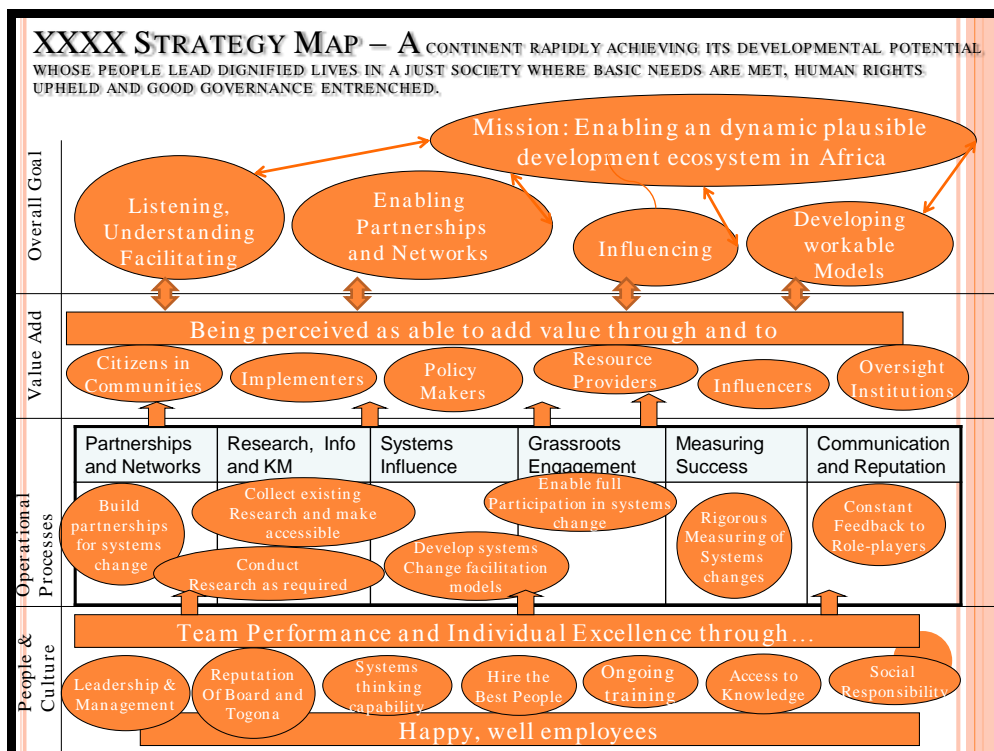 XXXX STRATEGY MAP – A CONTINENT RAPIDLY ACHIEVING ITS DEVELOPMENTAL POTENTIAL
WHOSE PEOPLE LEAD DIGNIFIED LIVES IN A JUST SOCIETY WHERE BASIC NEEDS ARE MET, HUMAN RIGHTS
UPHELD AND GOOD GOVERNANCE ENTRENCHED.
Overall Goal
Mission: Enabling an dynamic plausible
development ecosystem in Africa
Listening,
Understanding
Facilitating
Enabling
Partnerships
and Networks
Influencing
Developing
workable
Models
Value Add
Being perceived as able to add value through and to
Citizens in
Communities
Implementers
Policy
Makers
Resource
Providers
Influencers
Oversight
Institutions
Operational
Processes
Partnerships
and Networks
Research, Info
and KM
Systems
Influence
Grassroots
Engagement
Measuring
Success
Communication
and Reputation
Build
partnerships
for systems
change
Collect existing
Research and make
accessible
Conduct
Research as required
Develop systems
Change facilitation
models
Enable full
Participation in systems
change
Rigorous
Measuring of
Systems
changes
Constant
Feedback to
Role-players
People &
Culture
Team Performance and Individual Excellence through…
Leadership &
Management
Reputation
Of Board and
Togona
Systems
thinking
capability
Hire the
Best People
Ongoing
training
Access to
Knowledge
Social
Responsibility
Happy, well employees